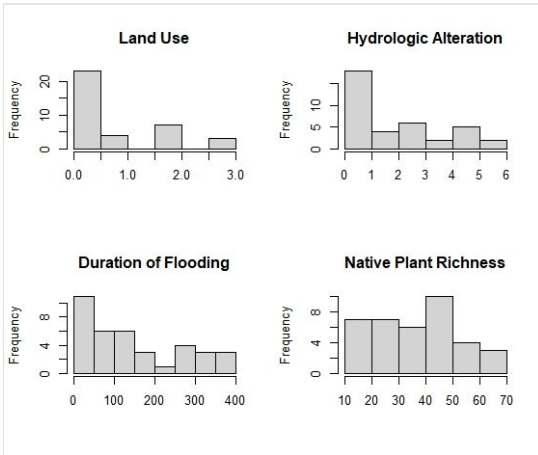 Land Use
Frequency
0 10 20
0.0 1.0 2.0 3.0
Hydrologic Alteration
Frequency
0 5 10
0 1 2 3 4 5 6
Duration of Flooding
Frequency
0 4 8
0 100 200 300 400
Native Plant Richness
Frequency
0 4 8
10 20 30 40 50 60 70